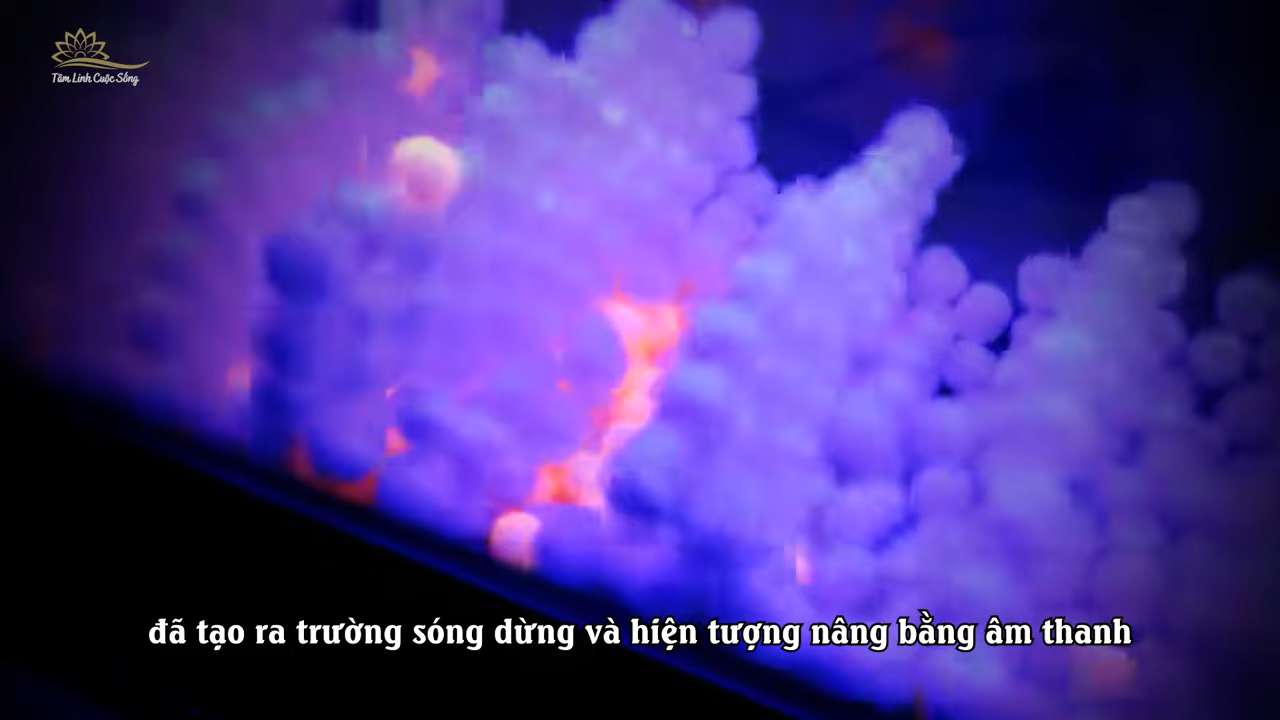 Tâm Linh Cuộc Sống
đã tạo ra trường sóng dừng và hiện tượng nâng bằng âm thanh